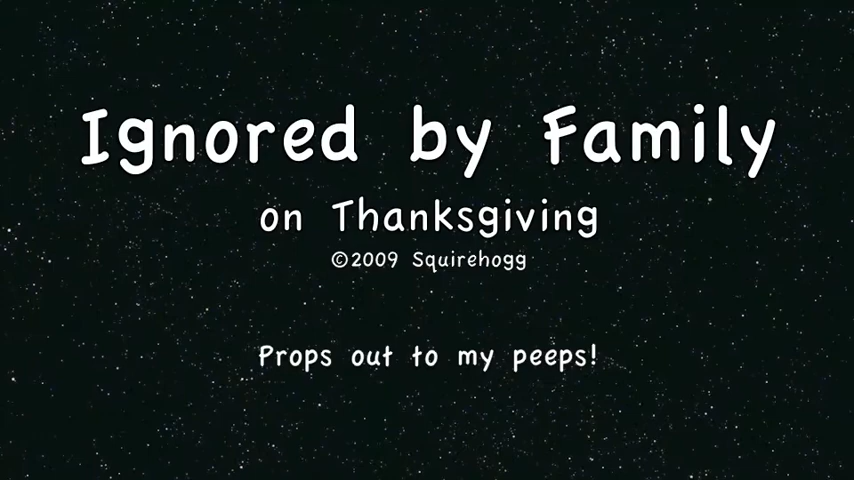 Ignored by Family
on Thanksgiving
©2009 Squirehogg
Props out to my peeps!